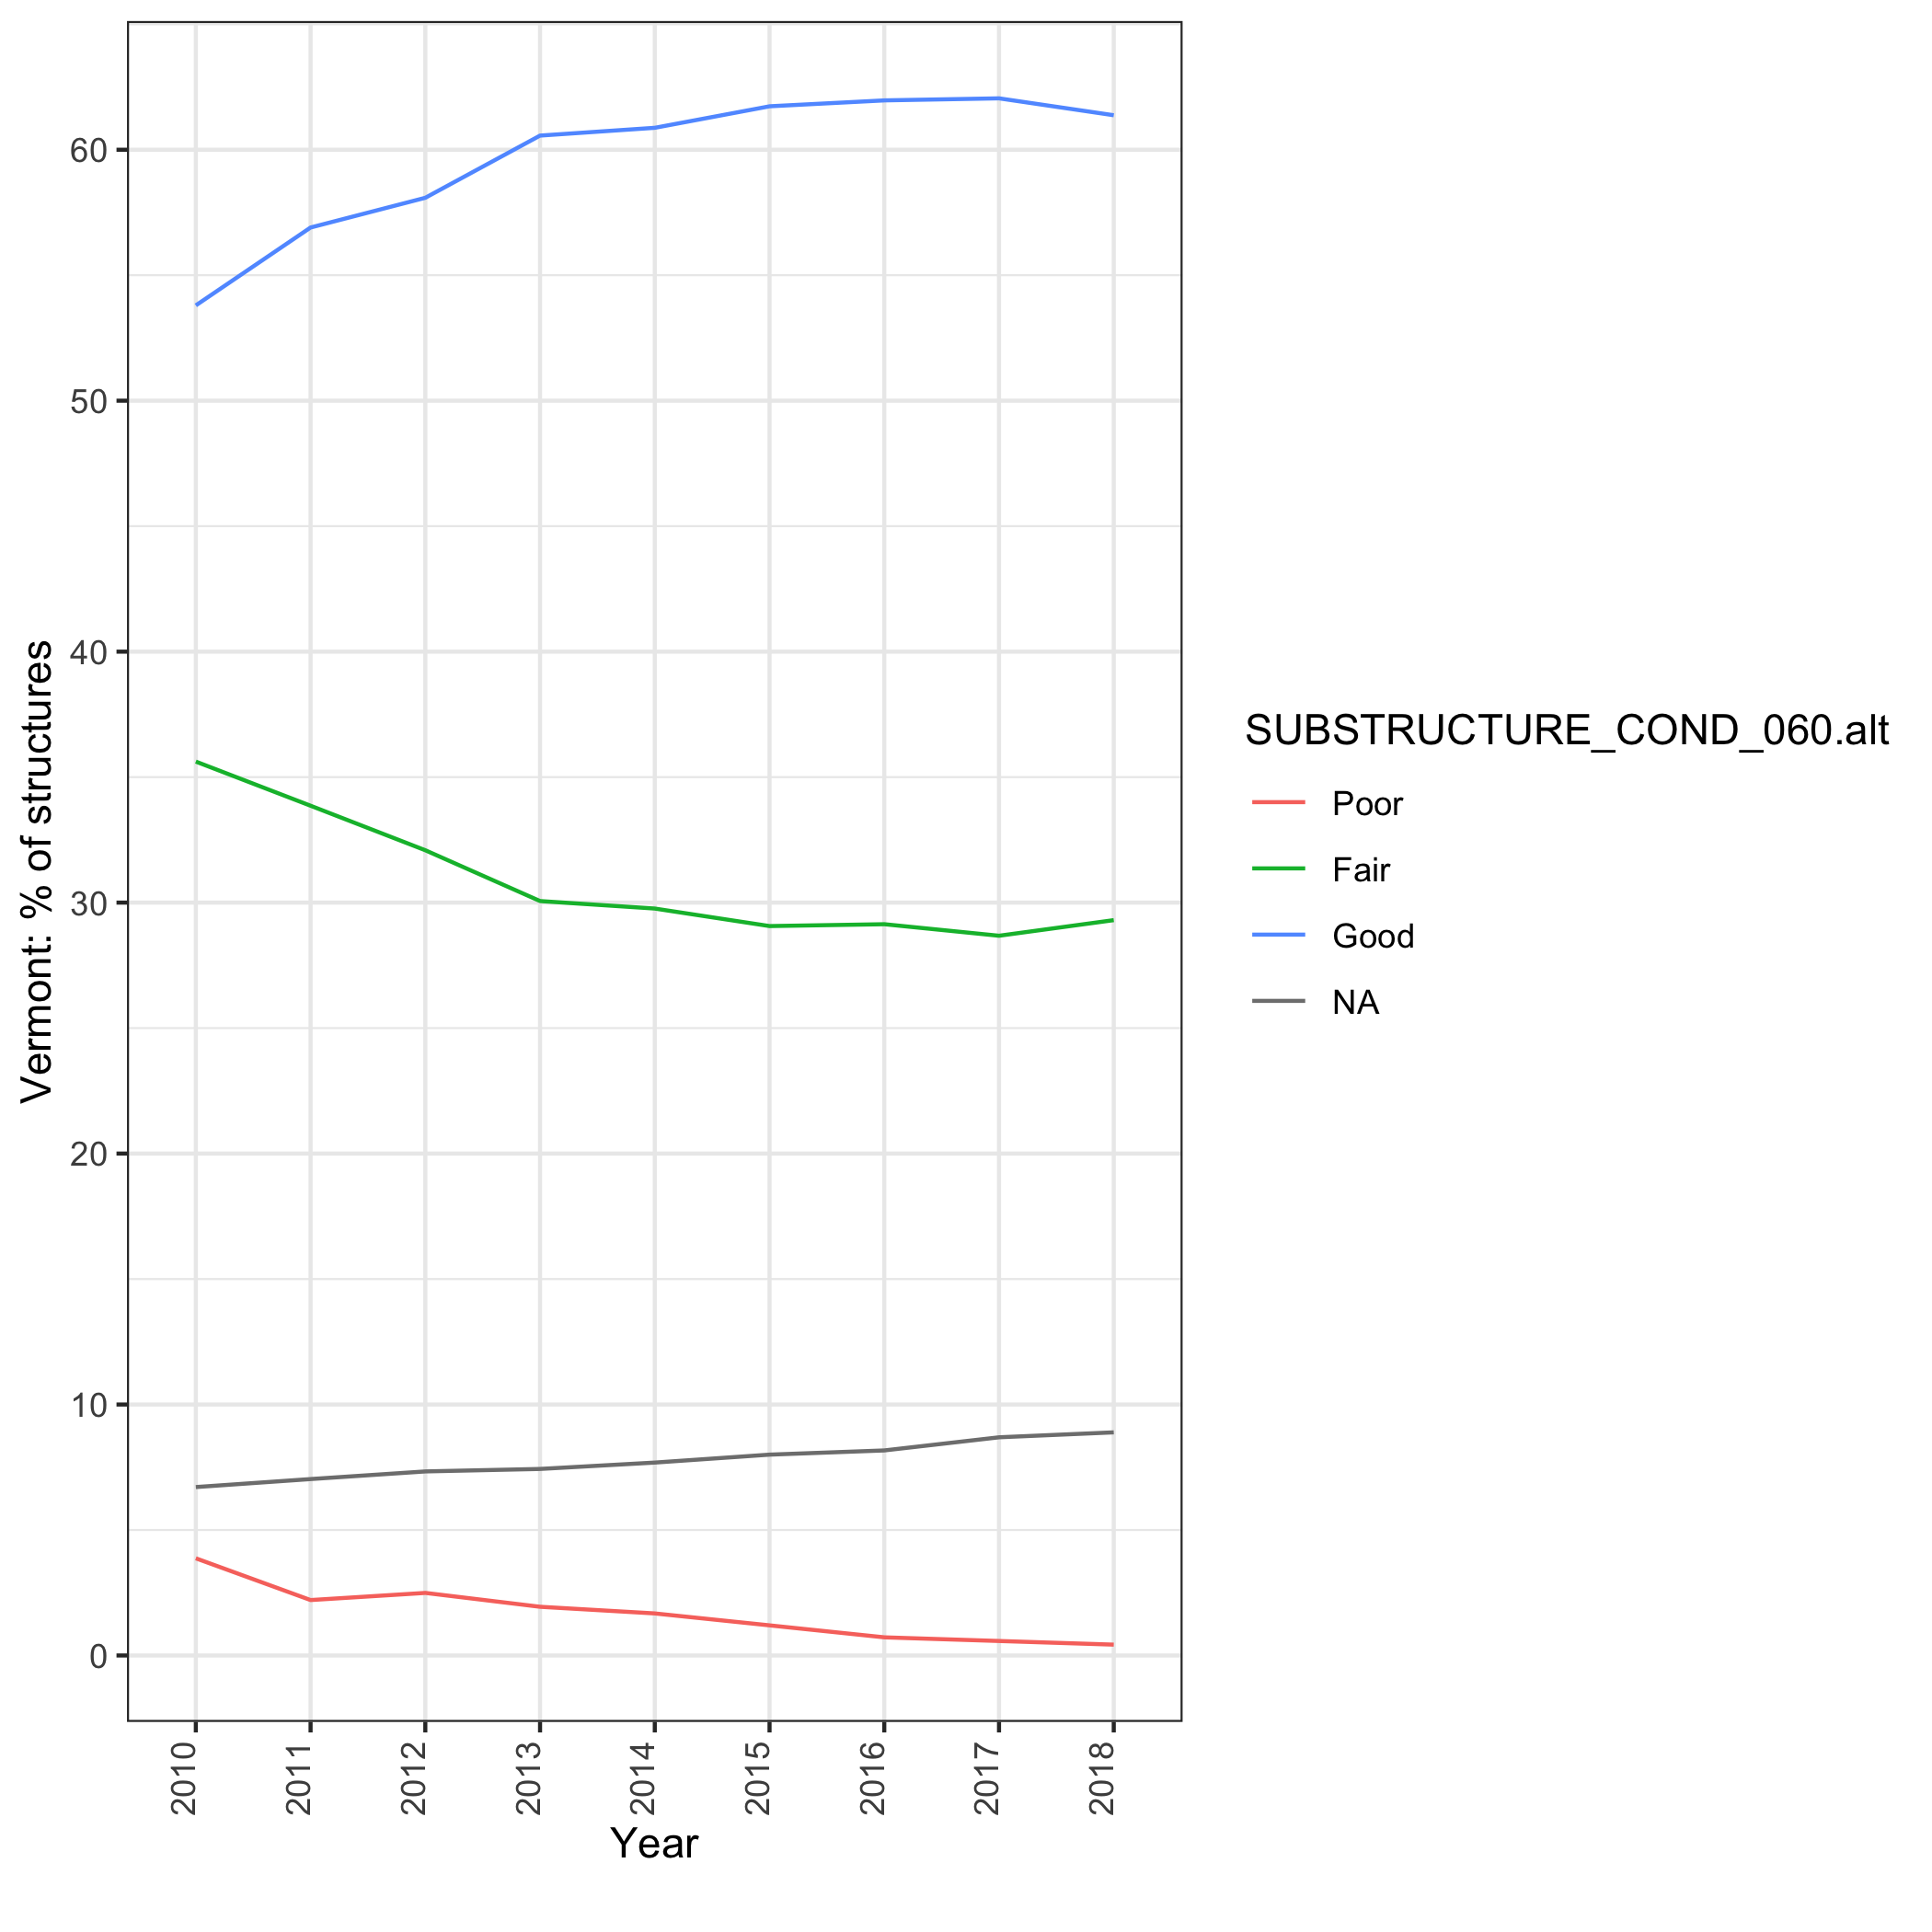 Vermont: % of structures
60
50
40
30
20
10
0
2010
2011
2012
2013
2014
2015
2016
2017
2018
Year
SUBSTRUCTURE_COND_060.alt
Poor
Fair
Good
NA